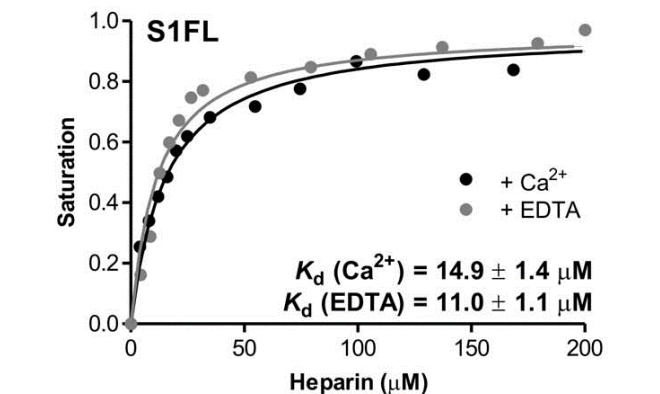 S1FL
1.0
0.8
0.6
0.4
0.2
0.0
Saturation
+ Ca²⁺
+ EDTA
Kd (Ca²⁺) = 14.9 ± 1.4 µM
Kd (EDTA) = 11.0 ± 1.1 µM
0 50 100 150 200
Heparin (µM)